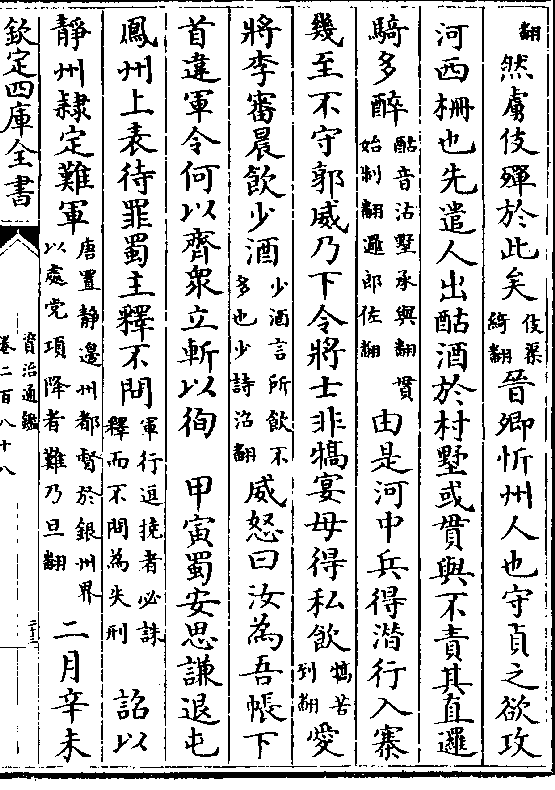 翻然虜伎殫於此矣伎渠綺翻晉卿忻州人也守貞之欲攻
河西柵也先遣人出酤酒於村墅或貰與不責其直邏
騎多醉酤音沽墅承與翻貰始制翻邏郎佐翻由是河中兵得潛行入寨
幾至不守郭威乃下令將士非犒宴毋得私飲犒苦到翻愛
將李審晨飲少酒少酒言所飲不多也少詩沼翻威怒曰汝為吾帳下
首違軍令何以齊衆立斬以徇　甲寅蜀安思謙退屯
鳳州上表待罪蜀主釋不問軍行逗撓者必誅釋而不問為失刑　詔以
靜州隸定難軍唐置靜邊州都督於銀州界以處党項降者難乃旦翻　二月辛未
欽定四庫全書
資治通鑑
卷二百八十八